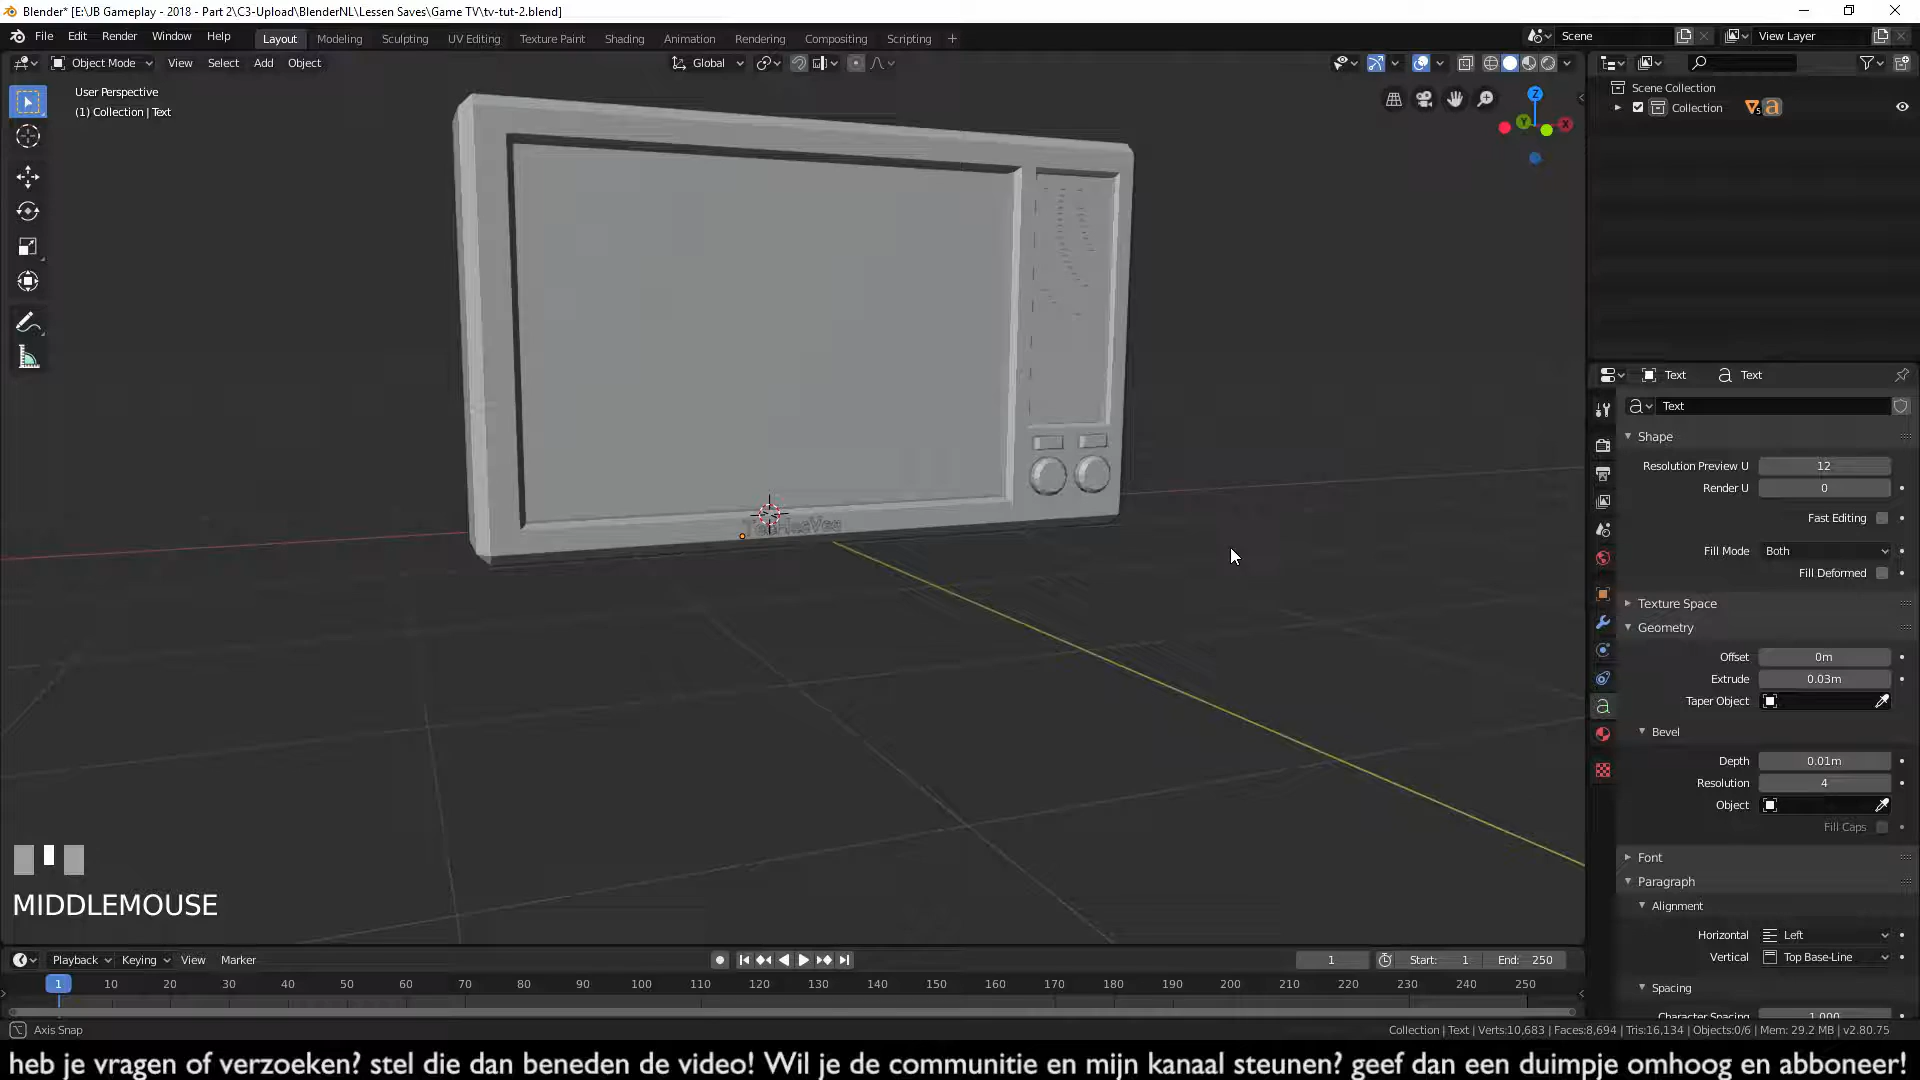 Blender* [E:\JB Gameplay - 2018 - Part 2\C3-Upload\BlenderNL\Lessen Saves\Game TV\tv-tut-2.blend]
File Edit Render Window Help Layout Modeling Sculpting UV Editing Texture Paint Shading Animation Rendering Compositing Scripting + Scene View Layer
Object Mode View Select Add Object Global
User Perspective
(1) Collection | Text
Z
Y
X
Scene Collection
Collection
Text Text
Text
Shape
Resolution Preview U 12
Render U 0
Fast Editing
Fill Mode Both
Fill Deformed
Texture Space
Geometry
Offset 0m
Extrude 0.03m
Taper Object
Bevel
Depth 0.01m
Resolution 4
Object
Fill Caps
Font
Paragraph
Alignment
Horizontal Left
Vertical Top Base-Line
Spacing
Character Spacing 1.000
MIDDLEMOUSE
Playback Keying View Marker 1 Start: 1 End: 250
1 10 20 30 40 50 60 70 80 90 100 110 120 130 140 150 160 170 180 190 200 210 220 230 240 250
Axis Snap
Collection | Text | Verts:10,683 | Faces:8,694 | Tris:16,134 | Objects:0/6 | Mem: 29.2 MB | v2.80.75
heb je vragen of verzoeken? stel die dan beneden de video! Wil je de communitie en mijn kanaal steunen? geef dan een duimpje omhoog en abboneer!